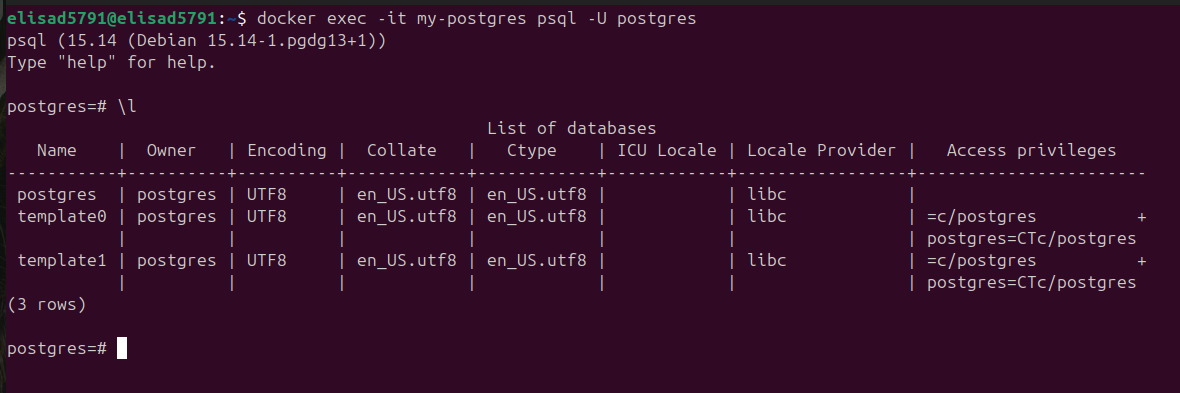 elisad5791@elisad5791:~$ docker exec -it my-postgres psql -U postgres
psql (15.14 (Debian 15.14-1.pgdg13+1))
Type "help" for help.
postgres=# \l
                                                List of databases
   Name    |  Owner   | Encoding |  Collate   |   Ctype    | ICU Locale | Locale Provider |   Access privileges
-----------+----------+----------+------------+------------+------------+-----------------+-----------------------
 postgres  | postgres | UTF8     | en_US.utf8 | en_US.utf8 |            | libc            |
 template0 | postgres | UTF8     | en_US.utf8 | en_US.utf8 |            | libc            | =c/postgres          +
           |          |          |            |            |            |                 | postgres=CTc/postgres
 template1 | postgres | UTF8     | en_US.utf8 | en_US.utf8 |            | libc            | =c/postgres          +
           |          |          |            |            |            |                 | postgres=CTc/postgres
(3 rows)
postgres=#